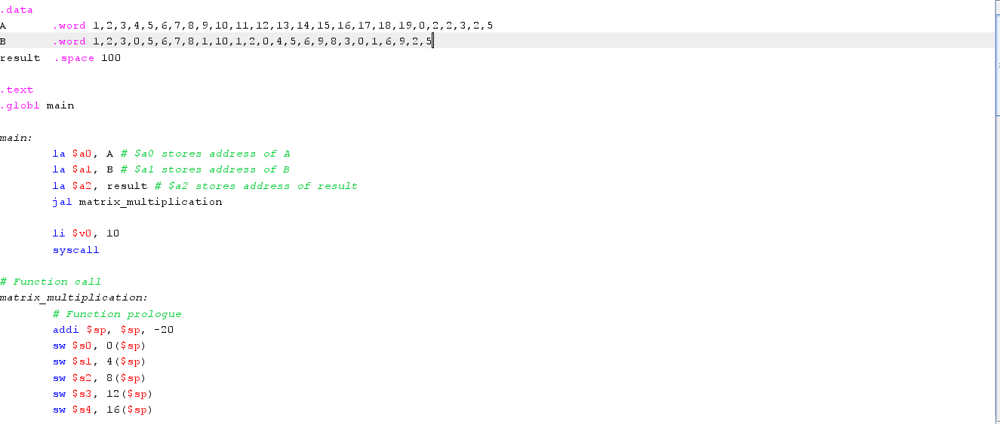 .data
A .word 1,2,3,4,5,6,7,8,9,10,11,12,13,14,15,16,17,18,19,0,2,2,3,2,5
B .word 1,2,3,0,5,6,7,8,1,10,1,2,0,4,5,6,9,8,3,0,1,6,9,2,5
result .space 100
.text
.globl main
main:
la $a0, A # $a0 stores address of A
la $a1, B # $a1 stores address of B
la $a2, result # $a2 stores address of result
jal matrix_multiplication
li $v0, 10
syscall
# Function call
matrix_multiplication:
# Function prologue
addi $sp, $sp, -20
sw $s0, 0($sp)
sw $s1, 4($sp)
sw $s2, 8($sp)
sw $s3, 12($sp)
sw $s4, 16($sp)